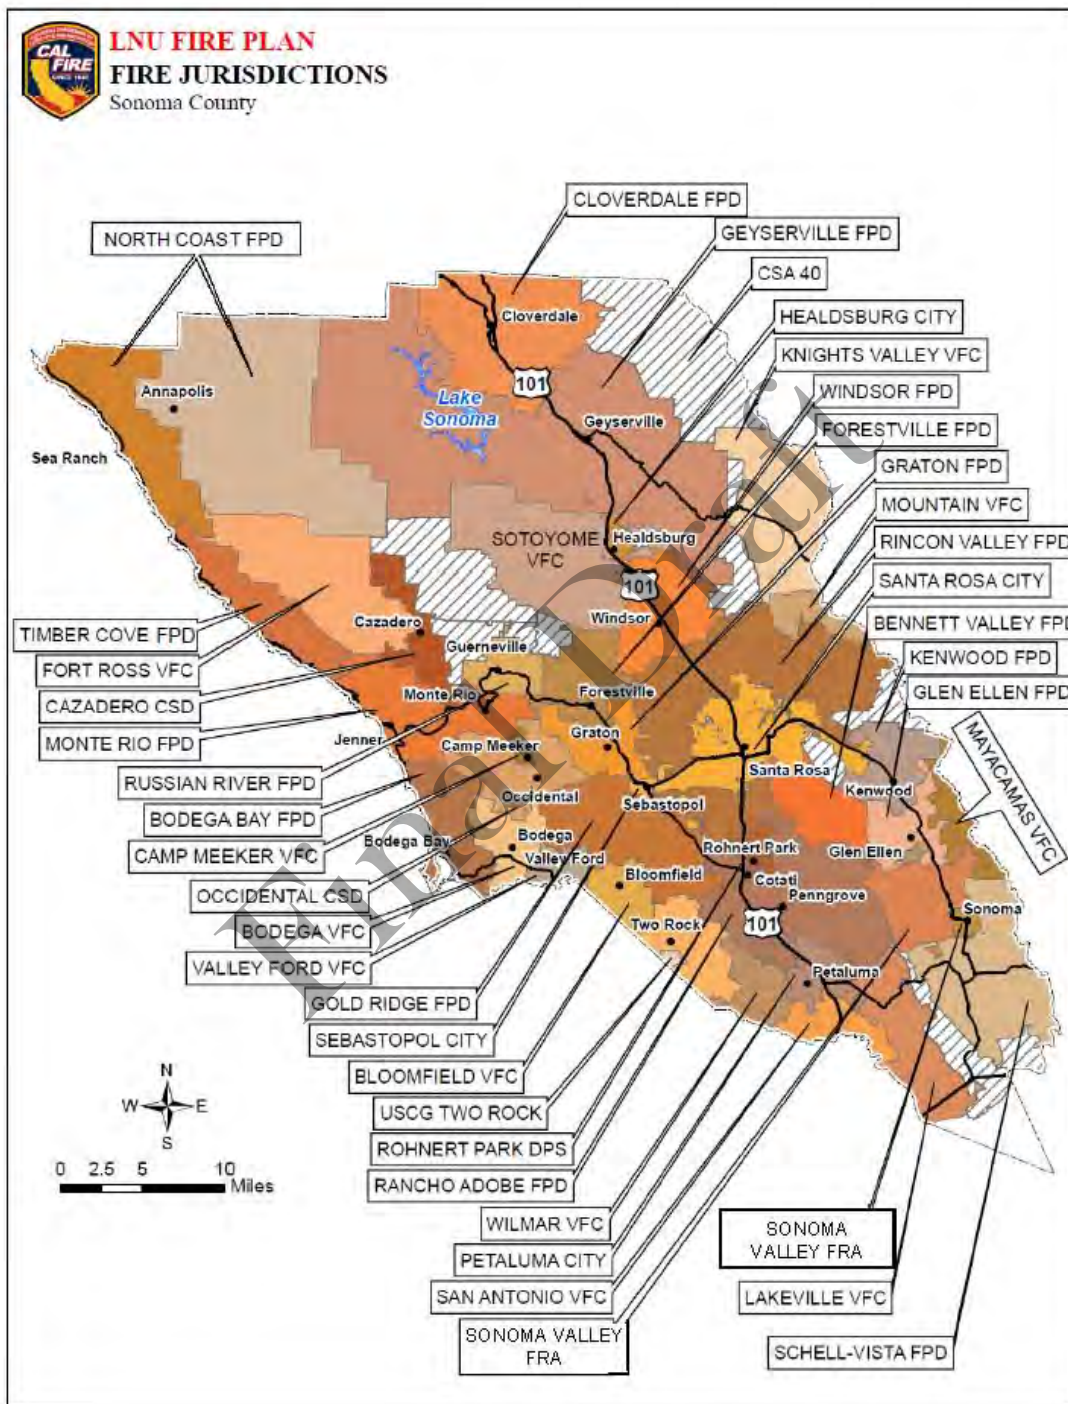 LNU FIRE PLAN
FIRE JURISDICTIONS
Sonoma County
CAL
FIRE
SINCE 1885
CLOVERDALE FPD
NORTH COAST FPD
GEYSERVILLE FPD
CSA 40
HEALDSBURG CITY
KNIGHTS VALLEY VFC
WINDSOR FPD
FORESTVILLE FPD
GRATON FPD
MOUNTAIN VFC
RINCON VALLEY FPD
SANTA ROSA CITY
BENNETT VALLEY FPD
KENWOOD FPD
GLEN ELLEN FPD
MAYACAMAS VFC
Cloverdale
101
Annapolis
Lake
Sonoma
Geyserville
Sea Ranch
SOTOYOME
VFC
Healdsburg
101
Windsor
Cazadero
Guerneville
Monte Rio
Forestville
Jenner
Camp Meeker
Graton
Santa Rosa
Occidental
Sebastopol
Kenwood
Bodega Bay
Bodega
Valley Ford
Rohnert Park
Glen Ellen
Bloomfield
Cotati
Penngrove
Two Rock
101
Sonoma
Petaluma
TIMBER COVE FPD
FORT ROSS VFC
CAZADERO CSD
MONTE RIO FPD
RUSSIAN RIVER FPD
BODEGA BAY FPD
CAMP MEEKER VFC
OCCIDENTAL CSD
BODEGA VFC
VALLEY FORD VFC
GOLD RIDGE FPD
SEBASTOPOL CITY
BLOOMFIELD VFC
USCG TWO ROCK
ROHNERT PARK DPS
RANCHO ADOBE FPD
WILMAR VFC
PETALUMA CITY
SAN ANTONIO VFC
SONOMA VALLEY
FRA
SONOMA
VALLEY FRA
LAKEVILLE VFC
SCHELL-VISTA FPD
N
W E
S
0 2.5 5 10
Miles
Final Draft